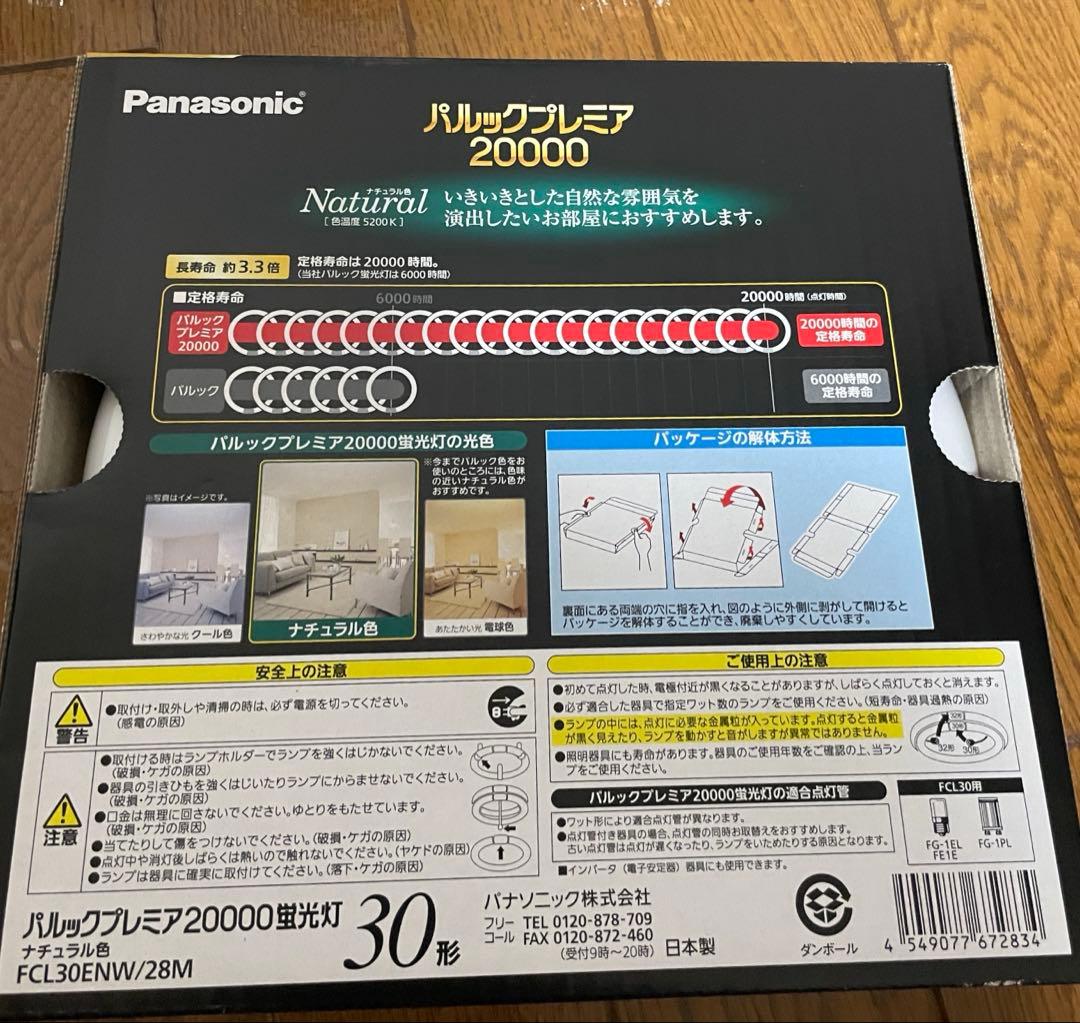 Panasonic
パルックプレミア
20000
ナチュラル色
Natural
[色温度 5200K]
いきいきとした自然な雰囲気を
演出したいお部屋におすすめします。
長寿命 約3.3倍
定格寿命は20000時間。
(当社パルック蛍光灯は6000時間)
■定格寿命
6000時間
20000時間(点灯時間)
パルック
プレミア
20000
20000時間の
定格寿命
パルック
6000時間の
定格寿命
パルックプレミア20000蛍光灯の光色
※写真はイメージです。
※今までパルック色をお
使いのところには、色味
の近いナチュラル色が
おすすめです。
さわやかな光 クール色
ナチュラル色
あたたかい光 電球色
パッケージの解体方法
裏面にある両端の穴に指を入れ、図のように外側に剥がして開けると
パッケージを解体することができ、廃棄しやすくしています。
安全上の注意
警告
●取付け・取外しや清掃の時は、必ず電源を切ってください。
(感電の原因)
注意
●取付ける時はランプホルダーでランプを強くはじかないでください。
(破損・ケガの原因)
●器具の引きひもを強くはじいたりランプにからませないでください。
(破損・ケガの原因)
●口金は無理に回さないでください。ゆとりをもたせています。
(破損・ケガの原因)
●当てたりして傷をつけないでください。(破損・ケガの原因)
●点灯中や消灯後しばらくは熱いので触れないでください。(ヤケドの原因)
●ランプは器具に確実に取付けてください。(落下・ケガの原因)
ご使用上の注意
●初めて点灯した時、電極付近が黒くなることがありますが、しばらく点灯しておくと消えます。
●必ず適合した器具で指定ワット数のランプをご使用ください。(短寿命・器具過熱の原因)
●ランプの中には、点灯に必要な金属粒が入っています。点灯すると金属粒
が黒く見えたり、ランプを動かすと音がしますが異常ではありません。
●照明器具にも寿命があります。器具のご使用年数をご確認の上、当ラン
プをご使用ください。
32形
30形
パルックプレミア20000蛍光灯の適合点灯管
●ワット形により適合点灯管が異なります。
●点灯管付き器具の場合、点灯管の同時お取替えをおすすめします。
古い点灯管は点灯が遅くなったり、ランプをいためたりする原因となります。
■インバータ(電子安定器)器具にも使用できます。
FCL30用
FG-1EL
FE1E
FG-1PL
パルックプレミア20000蛍光灯
ナチュラル色
FCL30ENW/28M
30形
パナソニック株式会社
フリー
コール
TEL 0120-878-709
FAX 0120-872-460
(受付9時〜20時)
日本製
ダンボール
4 549077 672834